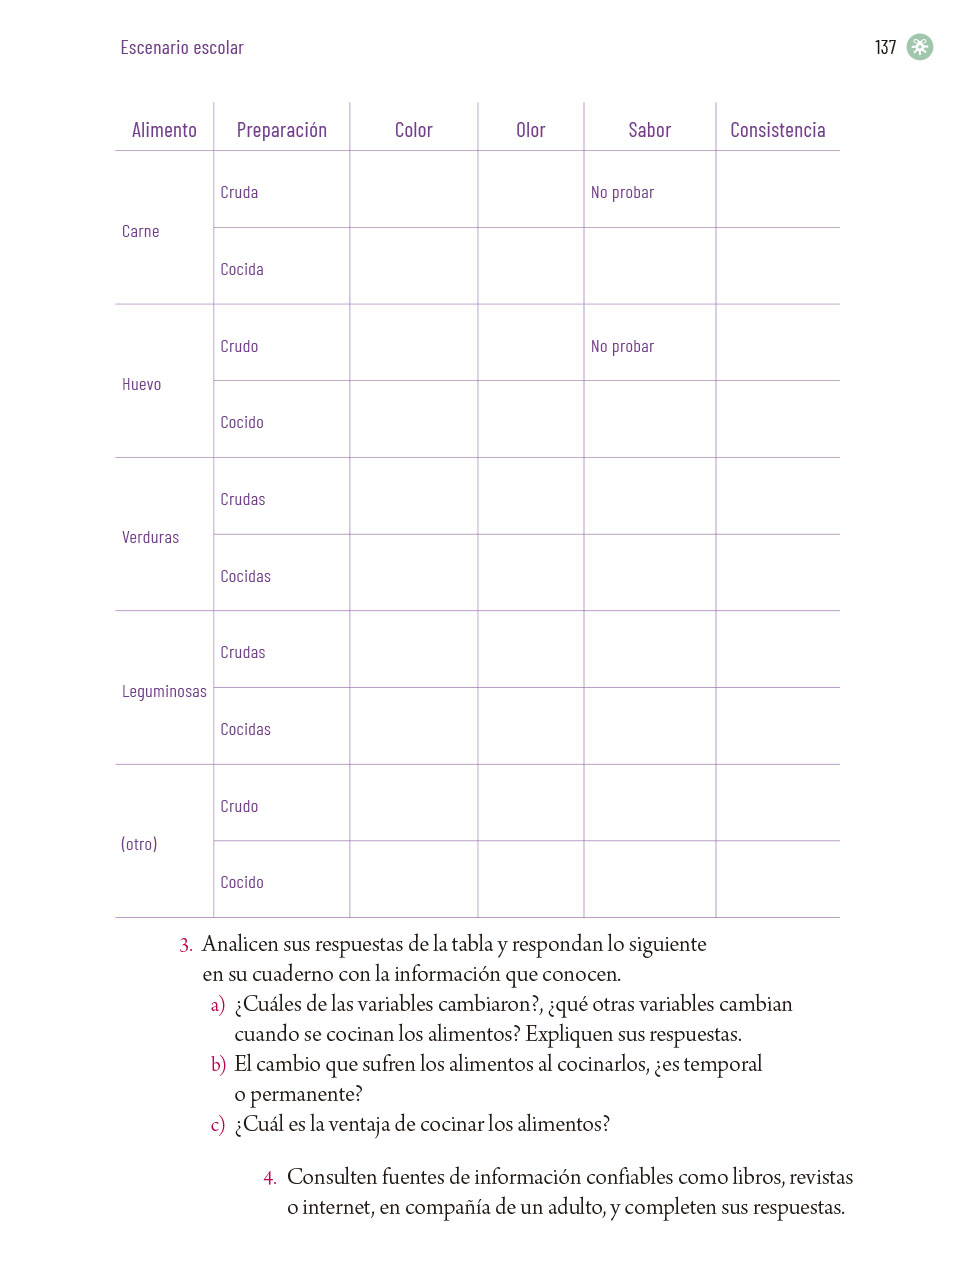 Escenario escolar 137
Alimento Preparación Color Olor Sabor Consistencia
Carne
Cruda No probar
Cocida
Huevo
Crudo No probar
Cocido
Verduras
Crudas
Cocidas
Leguminosas
Crudas
Cocidas
(otro)
Crudo
Cocido
3. Analicen sus respuestas de la tabla y respondan lo siguiente
en su cuaderno con la información que conocen.
a) ¿Cuáles de las variables cambiaron?, ¿qué otras variables cambian
cuando se cocinan los alimentos? Expliquen sus respuestas.
b) El cambio que sufren los alimentos al cocinarlos, ¿es temporal
o permanente?
c) ¿Cuál es la ventaja de cocinar los alimentos?
4. Consulten fuentes de información confiables como libros, revistas
o internet, en compañía de un adulto, y completen sus respuestas.